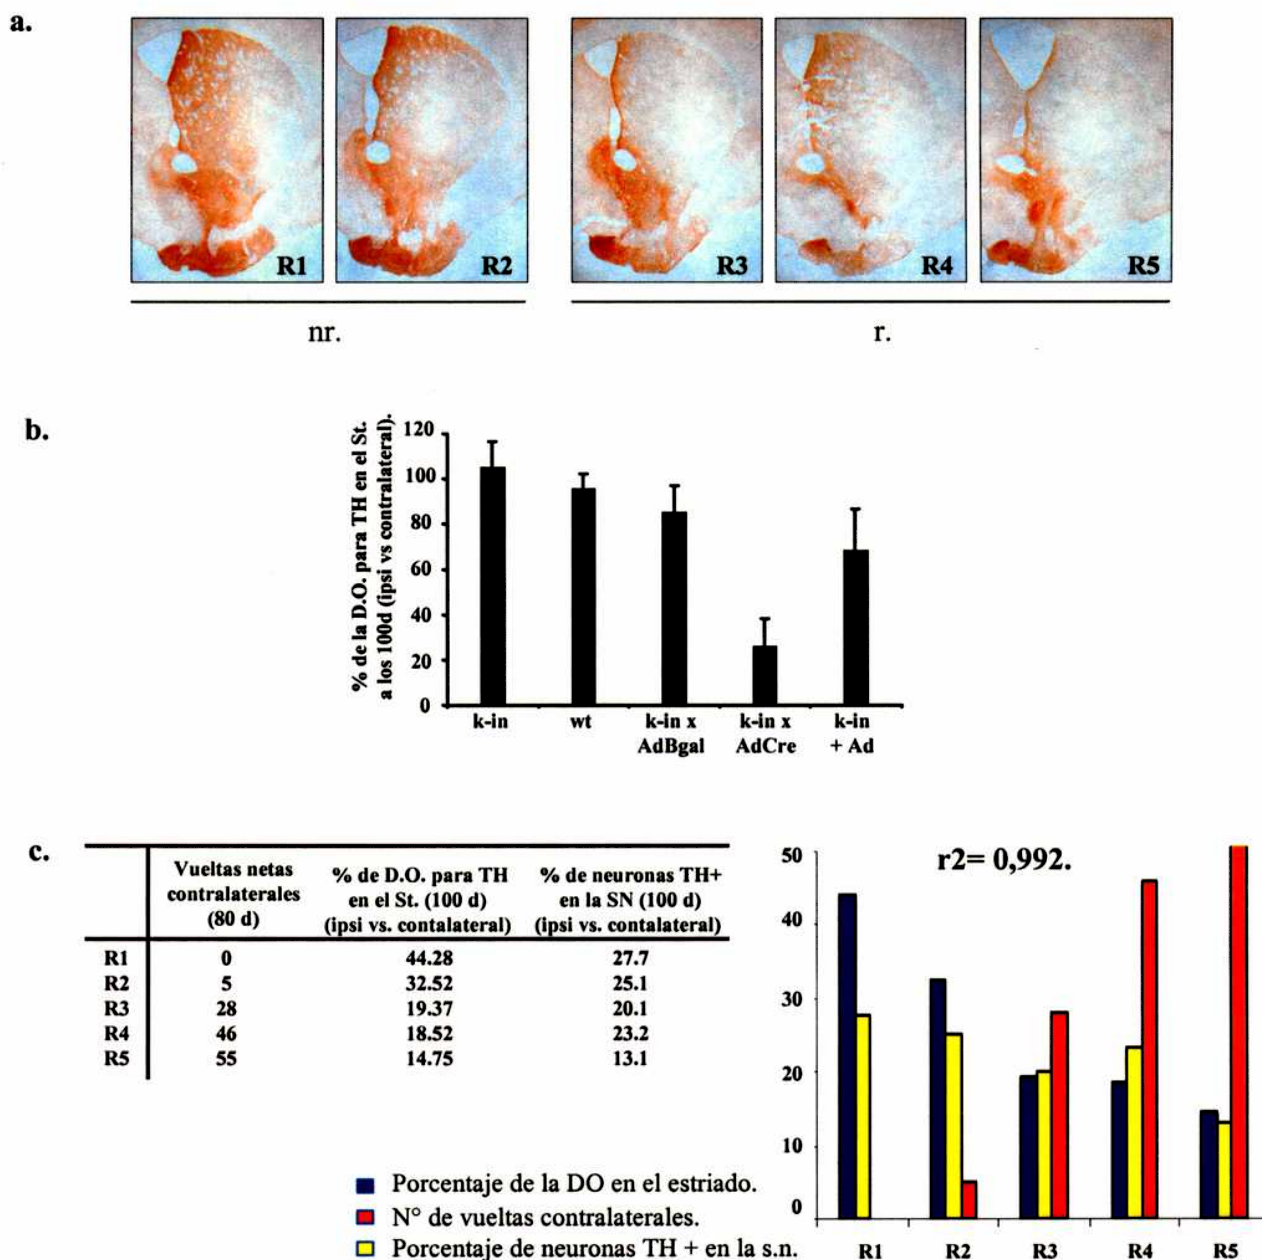 a.
R1
R2
R3
R4
R5
nr.
r.
b.
% de la D.O. para TH en el St.
a los 100d (ipsi vs contralateral).
120
100
80
60
40
20
0
k-in
wt
k-in x
AdBgal
k-in x
AdCre
k-in
+ Ad
c.
Vueltas netas
contralaterales
(80 d)
% de D.O. para TH
en el St. (100 d)
(ipsi vs. contalateral)
% de neuronas TH+
en la SN (100 d)
(ipsi vs. contalateral)
R1 0 44.28 27.7
R2 5 32.52 25.1
R3 28 19.37 20.1
R4 46 18.52 23.2
R5 55 14.75 13.1
r2= 0,992.
50
40
30
20
10
0
R1
R2
R3
R4
R5
Porcentaje de la DO en el estriado.
N° de vueltas contralaterales.
Porcentaje de neuronas TH + en la s.n.